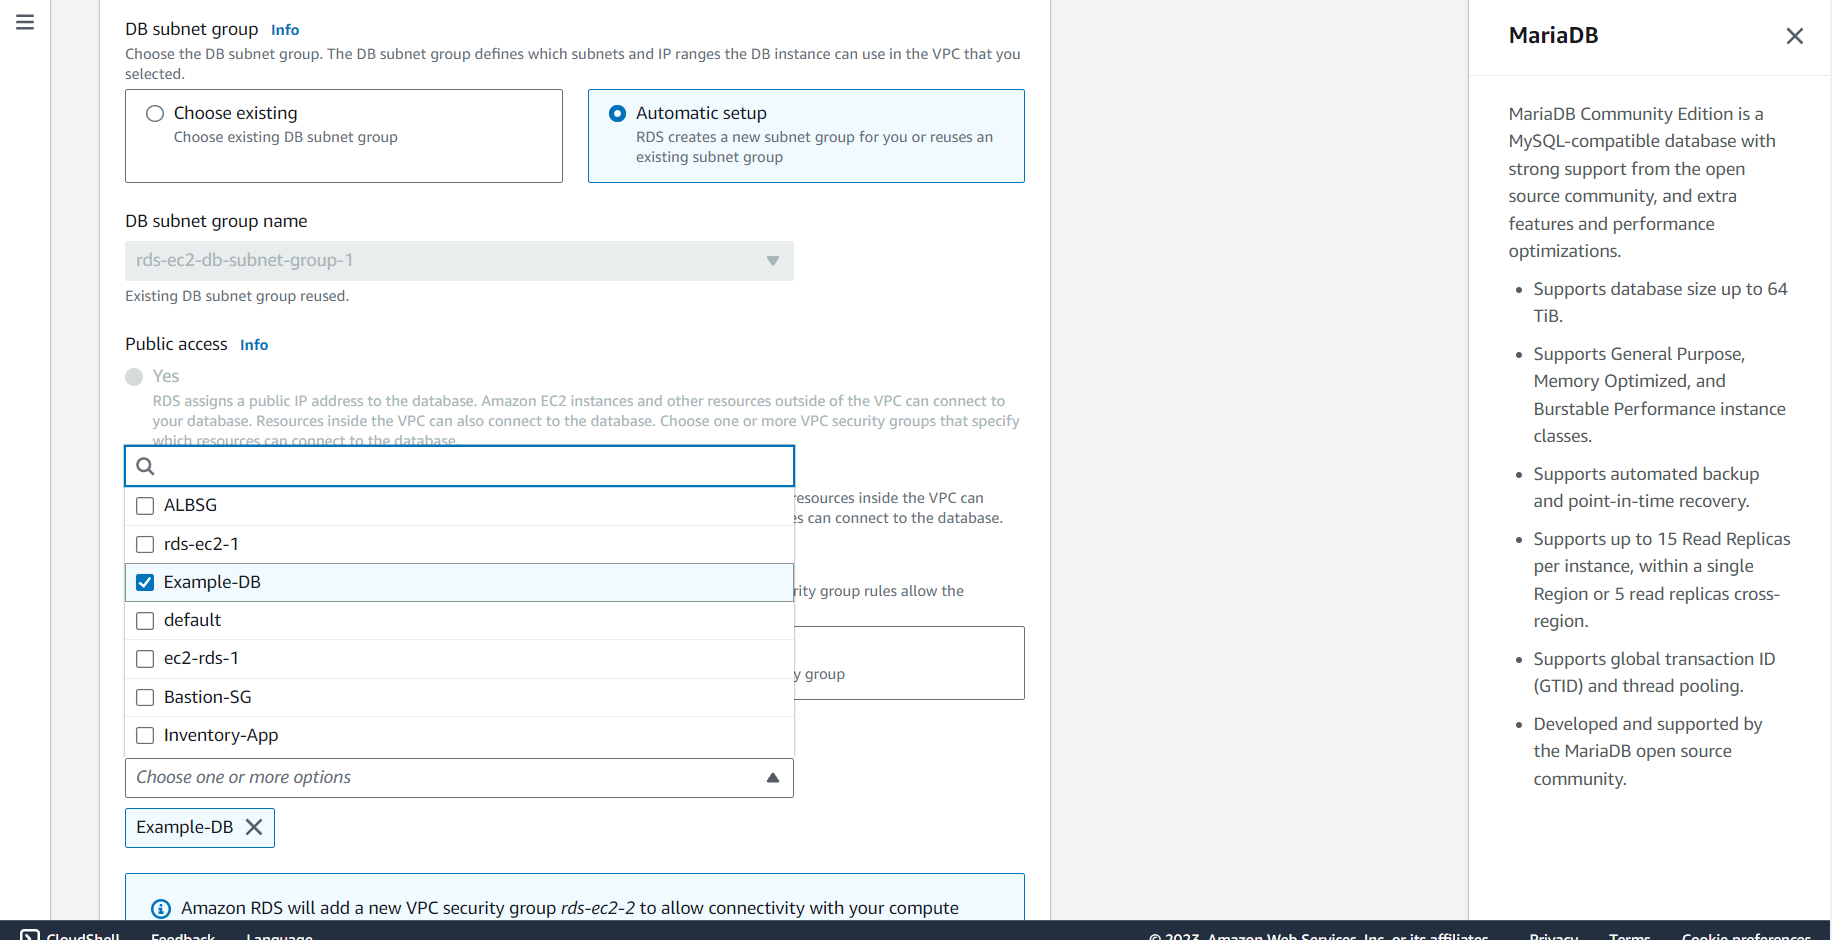 DB subnet group Info
Choose the DB subnet group. The DB subnet group defines which subnets and IP ranges the DB instance can use in the VPC that you
selected.
Choose existing
Choose existing DB subnet group
Automatic setup
RDS creates a new subnet group for you or reuses an
existing subnet group
DB subnet group name
rds-ec2-db-subnet-group-1
Existing DB subnet group reused.
Public access Info
Yes
RDS assigns a public IP address to the database. Amazon EC2 instances and other resources outside of the VPC can connect to
your database. Resources inside the VPC can also connect to the database. Choose one or more VPC security groups that specify
which resources can connect to the database.
resources inside the VPC can
es can connect to the database.
rity group rules allow the
y group
ALBSG
rds-ec2-1
Example-DB
default
ec2-rds-1
Bastion-SG
Inventory-App
Choose one or more options
Example-DB
Amazon RDS will add a new VPC security group rds-ec2-2 to allow connectivity with your compute
MariaDB
MariaDB Community Edition is a
MySQL-compatible database with
strong support from the open
source community, and extra
features and performance
optimizations.
• Supports database size up to 64
TiB.
• Supports General Purpose,
Memory Optimized, and
Burstable Performance instance
classes.
• Supports automated backup
and point-in-time recovery.
• Supports up to 15 Read Replicas
per instance, within a single
Region or 5 read replicas cross-
region.
• Supports global transaction ID
(GTID) and thread pooling.
• Developed and supported by
the MariaDB open source
community.
CloudShell Feedback Language © 2023, Amazon Web Services, Inc. or its affiliates. Privacy Terms Cookie preferences